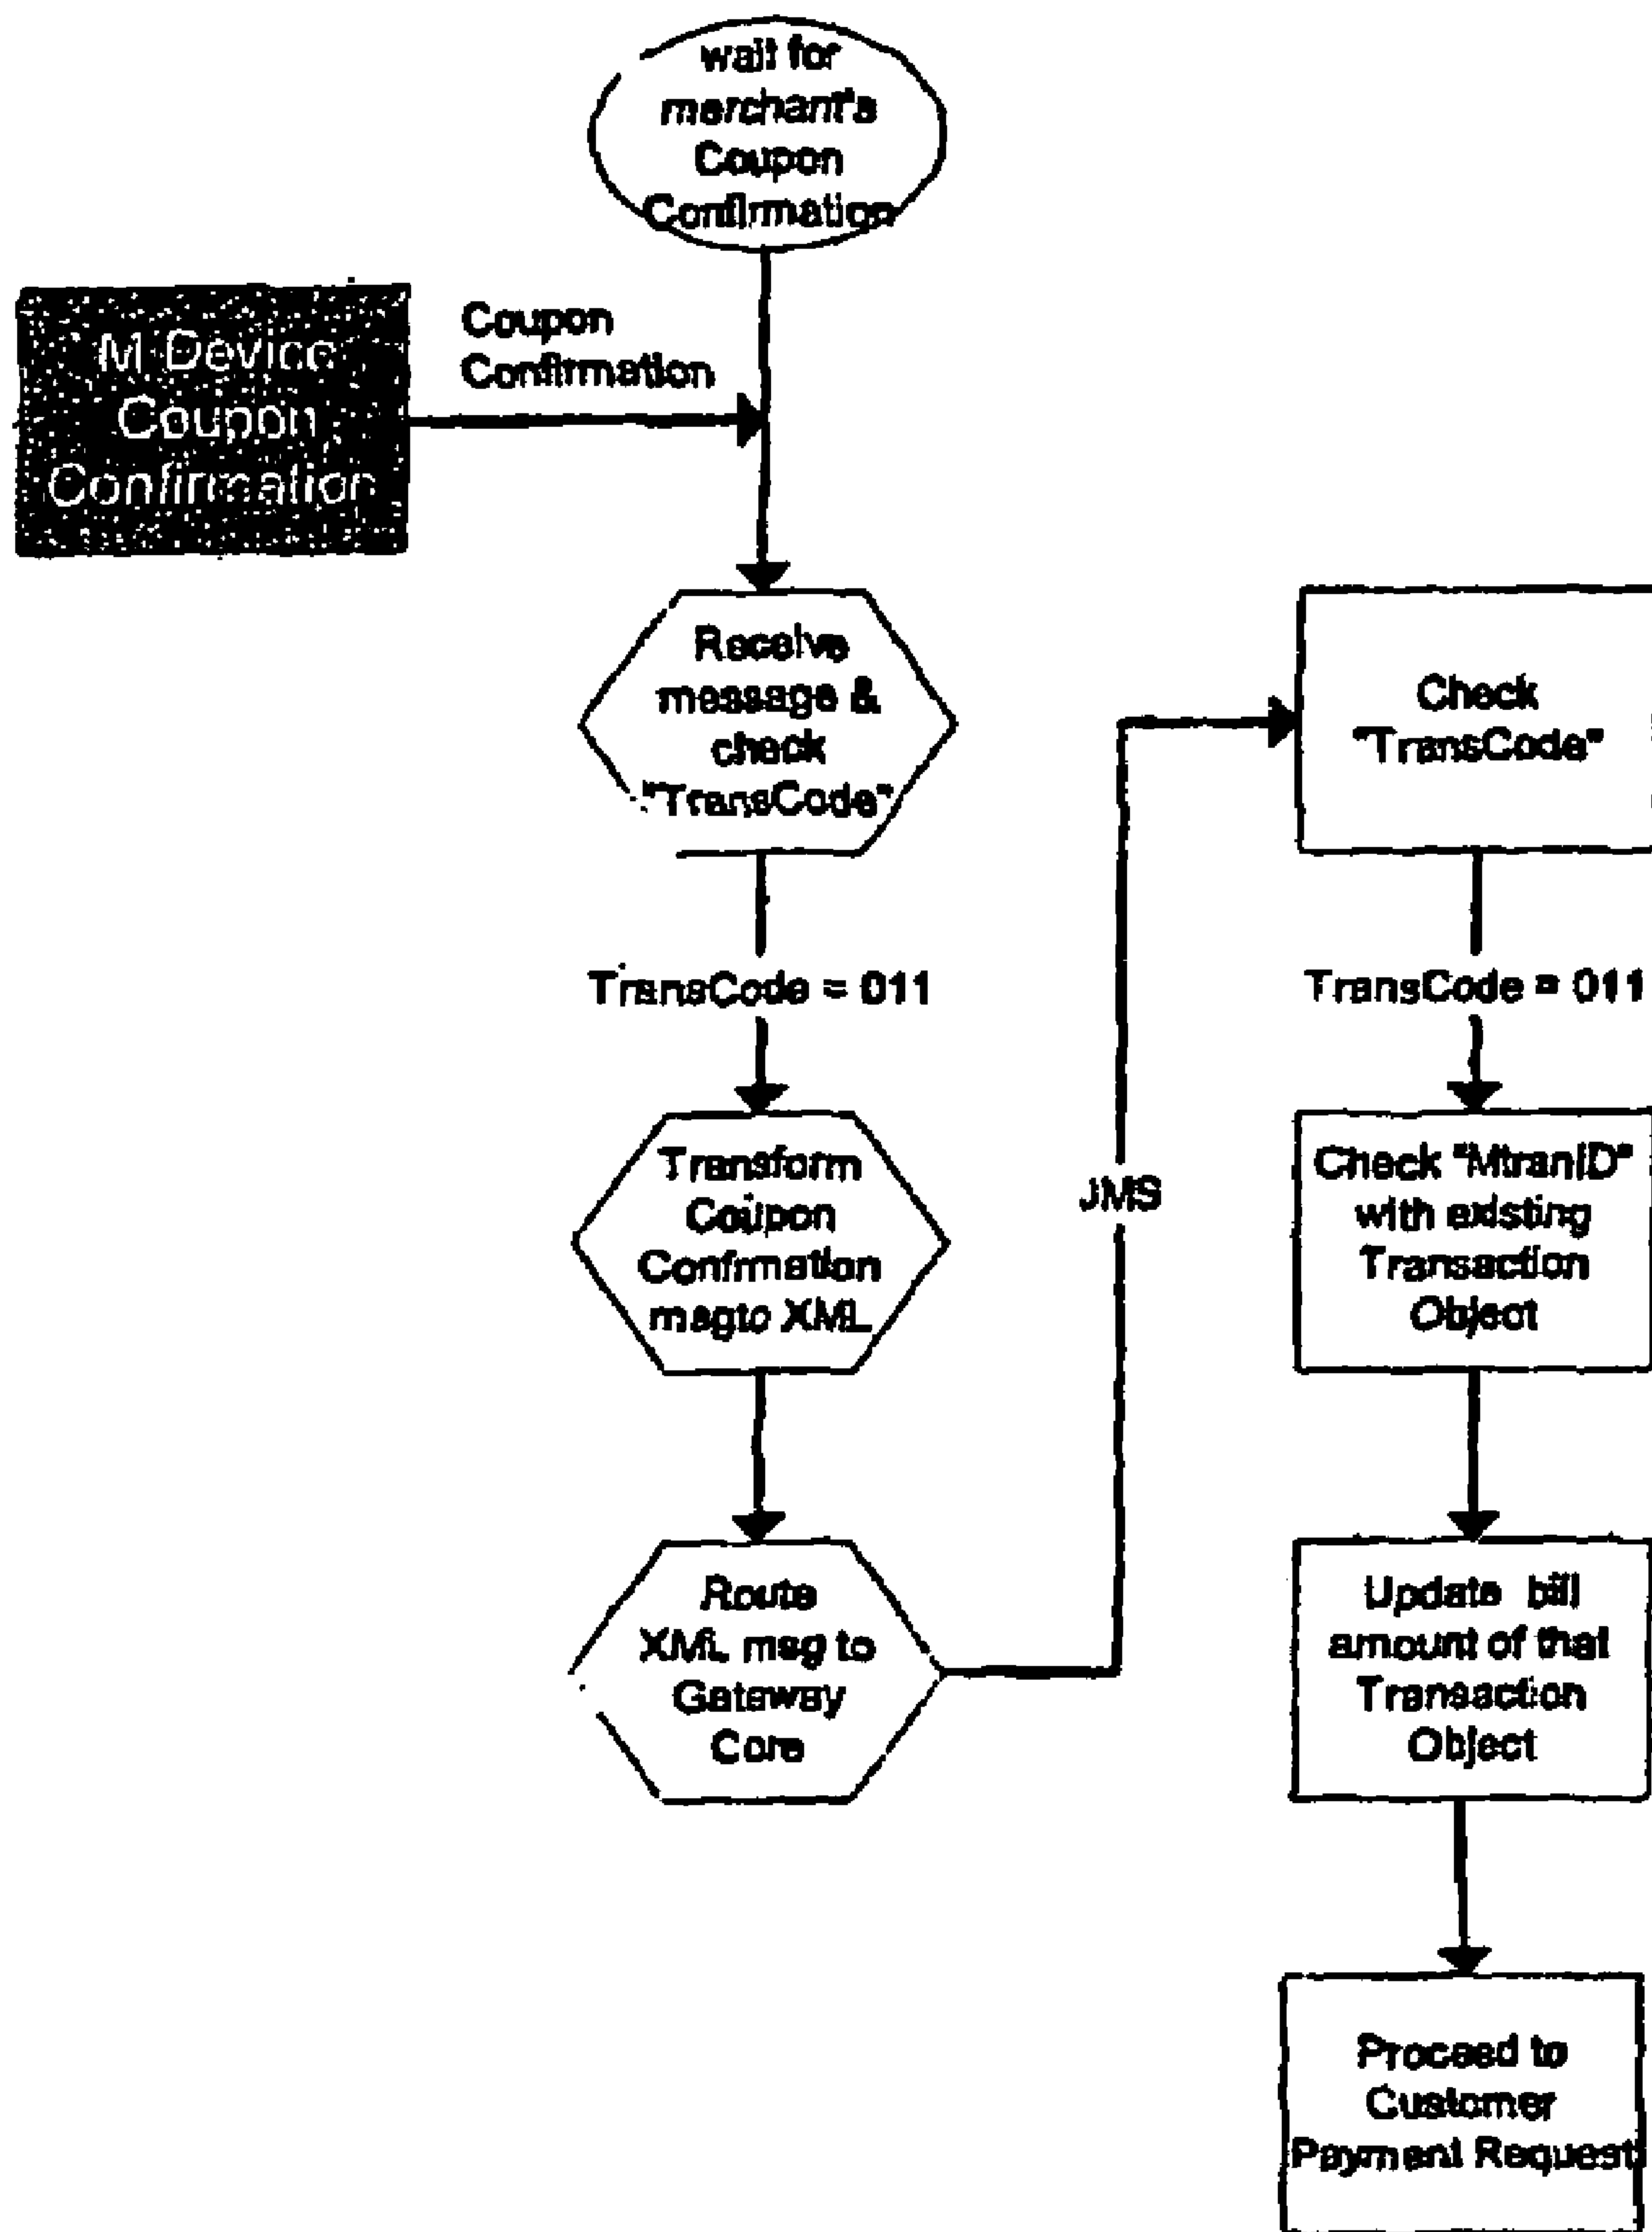 wait for
merchant's
Coupon
Confirmation
M Device
Coupon
Confirmation
Coupon
Confirmation
Receive
message &
check
"TransCode"
TransCode = 011
Transform
Coupon
Confirmation
msgto XML
Route
XML msg to
Gateway
Core
JMS
Check
"TransCode"
TransCode = 011
Check "MtranID"
with existing
Transaction
Object
Update bill
amount of that
Transaction
Object
Proceed to
Customer
Payment Request